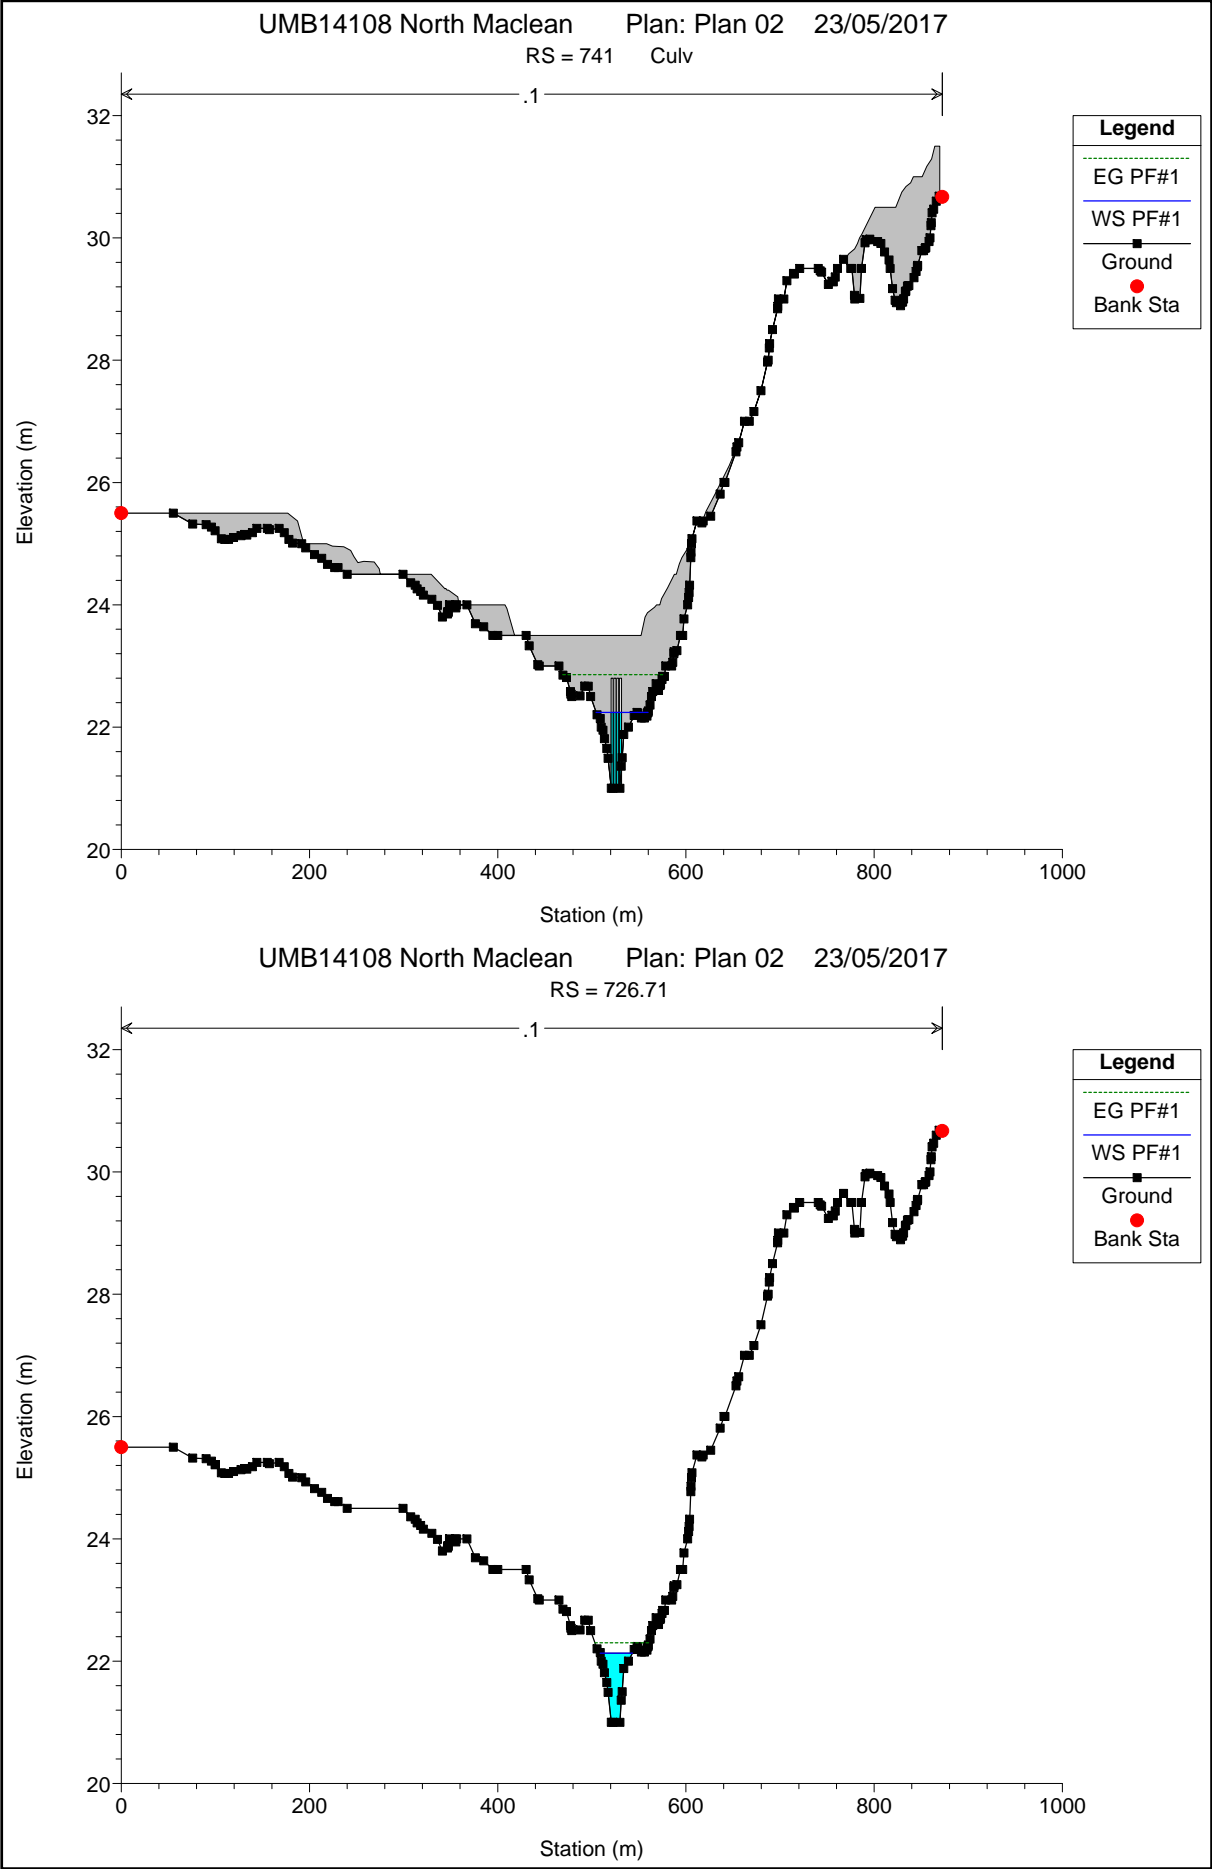 UMB14108 North Maclean Plan: Plan 02 23/05/2017
RS = 741 Culv
.1
32
30
28
26
24
22
20
0 200 400 600 800 1000
Elevation (m)
Station (m)
Legend
EG PF#1
WS PF#1
Ground
Bank Sta
UMB14108 North Maclean Plan: Plan 02 23/05/2017
RS = 726.71
.1
32
30
28
26
24
22
20
0 200 400 600 800 1000
Elevation (m)
Station (m)
Legend
EG PF#1
WS PF#1
Ground
Bank Sta